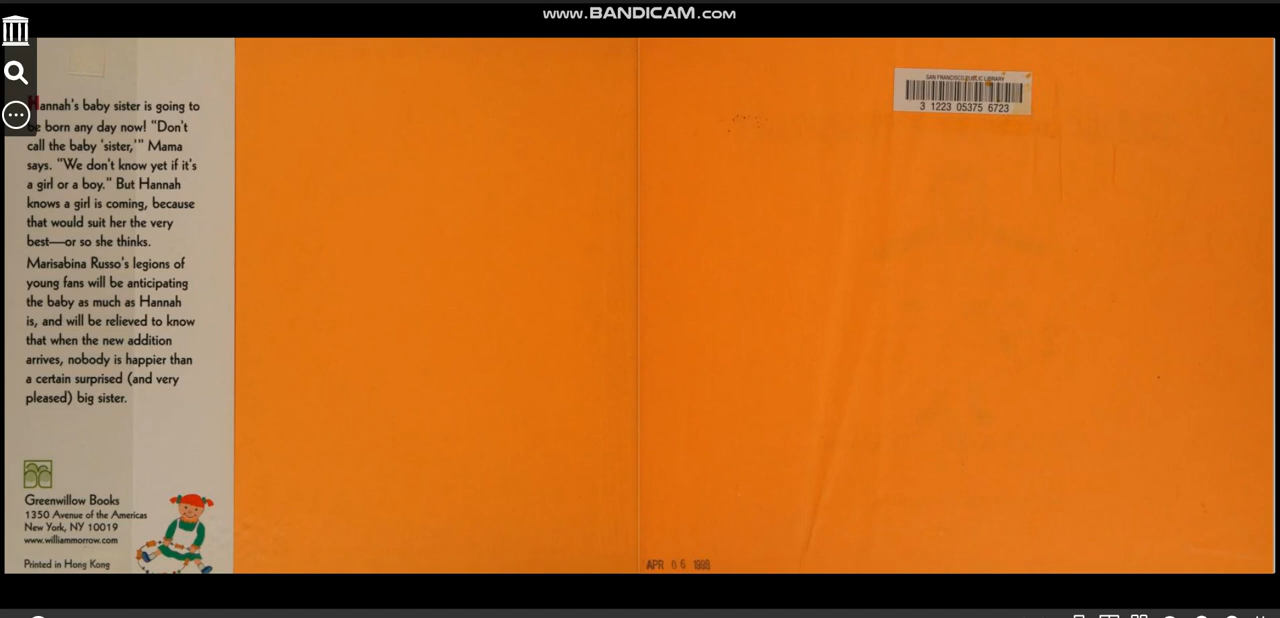 WWW.BANDICAM.COM
Hannah's baby sister is going to
be born any day now! "Don't
call the baby 'sister,'" Mama
says. "We don't know yet if it's
a girl or a boy." But Hannah
knows a girl is coming, because
that would suit her the very
best—or so she thinks.
Marisabina Russo's legions of
young fans will be anticipating
the baby as much as Hannah
is, and will be relieved to know
that when the new addition
arrives, nobody is happier than
a certain surprised (and very
pleased) big sister.
Greenwillow Books
1350 Avenue of the Americas
New York, NY 10019
www.williammorrow.com
Printed in Hong Kong
SAN FRANCISCO PUBLIC LIBRARY
3 1223 05375 6723
APR 06 1998